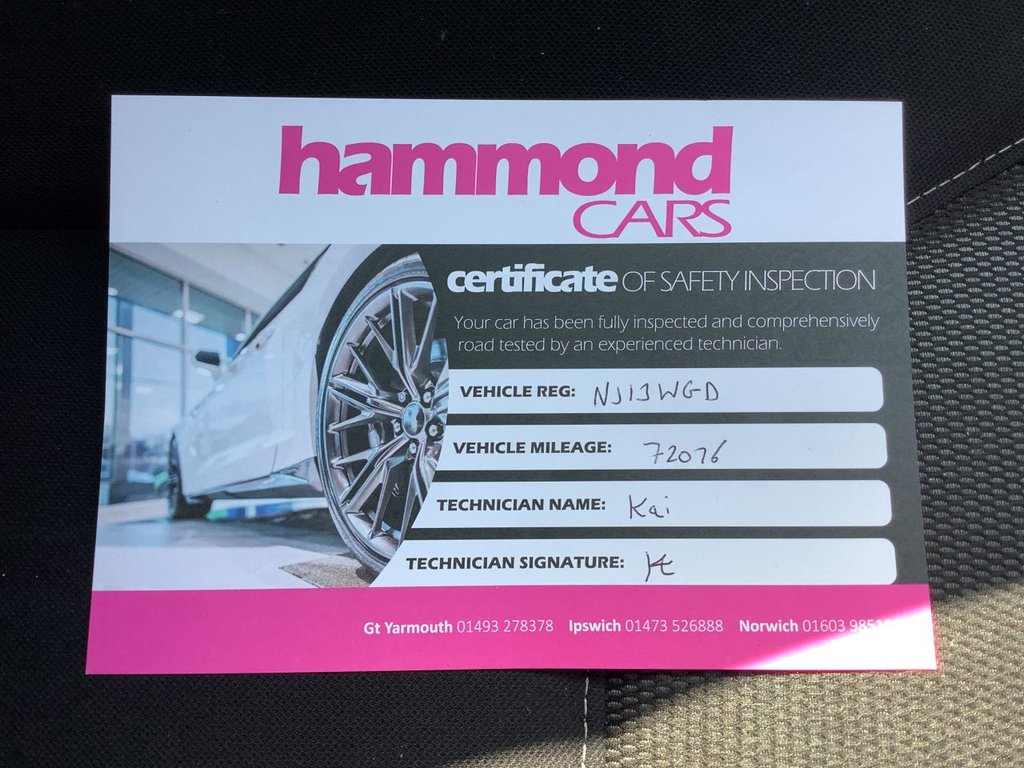 hammond
CARS
certificate OF SAFETY INSPECTION
Your car has been fully inspected and comprehensively
road tested by an experienced technician.
VEHICLE REG: NJ13WGD
VEHICLE MILEAGE: 72076
TECHNICIAN NAME: Kai
TECHNICIAN SIGNATURE:
Gt Yarmouth 01493 278378 Ipswich 01473 526888 Norwich 01603